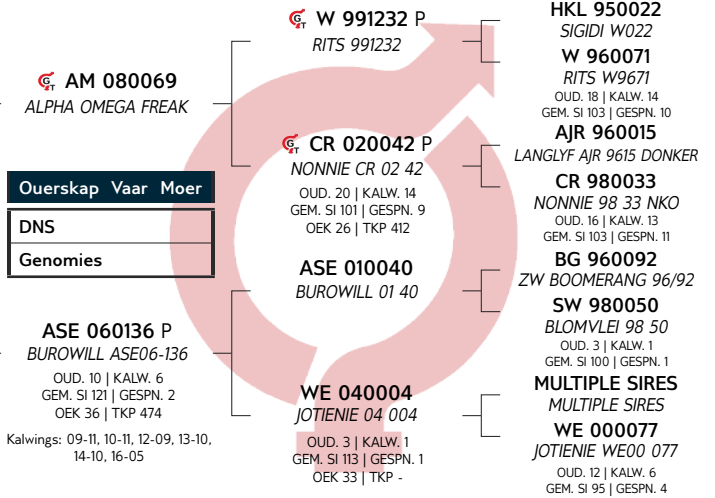 GT AM 080069
ALPHA OMEGA FREAK
Ouerskap Vaar Moer
DNS
Genomies
ASE 060136 P
BUROWILL ASE06-136
OUD. 10 | KALW. 6
GEM. SI 121 | GESPN. 2
OEK 36 | TKP 474
Kalwings: 09-11, 10-11, 12-09, 13-10,
14-10, 16-05
GT W 991232 P
RITS 991232
GT CR 020042 P
NONNIE CR 02 42
OUD. 20 | KALW. 14
GEM. SI 101 | GESPN. 9
OEK 26 | TKP 412
ASE 010040
BUROWILL 01 40
WE 040004
JOTIENIE 04 004
OUD. 3 | KALW. 1
GEM. SI 113 | GESPN. 1
OEK 33 | TKP -
HKL 950022
SIGIDI W022
W 960071
RITS W9671
OUD. 18 | KALW. 14
GEM. SI 103 | GESPN. 10
AJR 960015
LANGLYF AJR 9615 DONKER
CR 980033
NONNIE 98 33 NKO
OUD. 16 | KALW. 13
GEM. SI 103 | GESPN. 11
BG 960092
ZW BOOMERANG 96/92
SW 980050
BLOMVLEI 98 50
OUD. 3 | KALW. 1
GEM. SI 100 | GESPN. 1
MULTIPLE SIRES
MULTIPLE SIRES
WE 000077
JOTIENIE WE00 077
OUD. 12 | KALW. 6
GEM. SI 95 | GESPN. 4